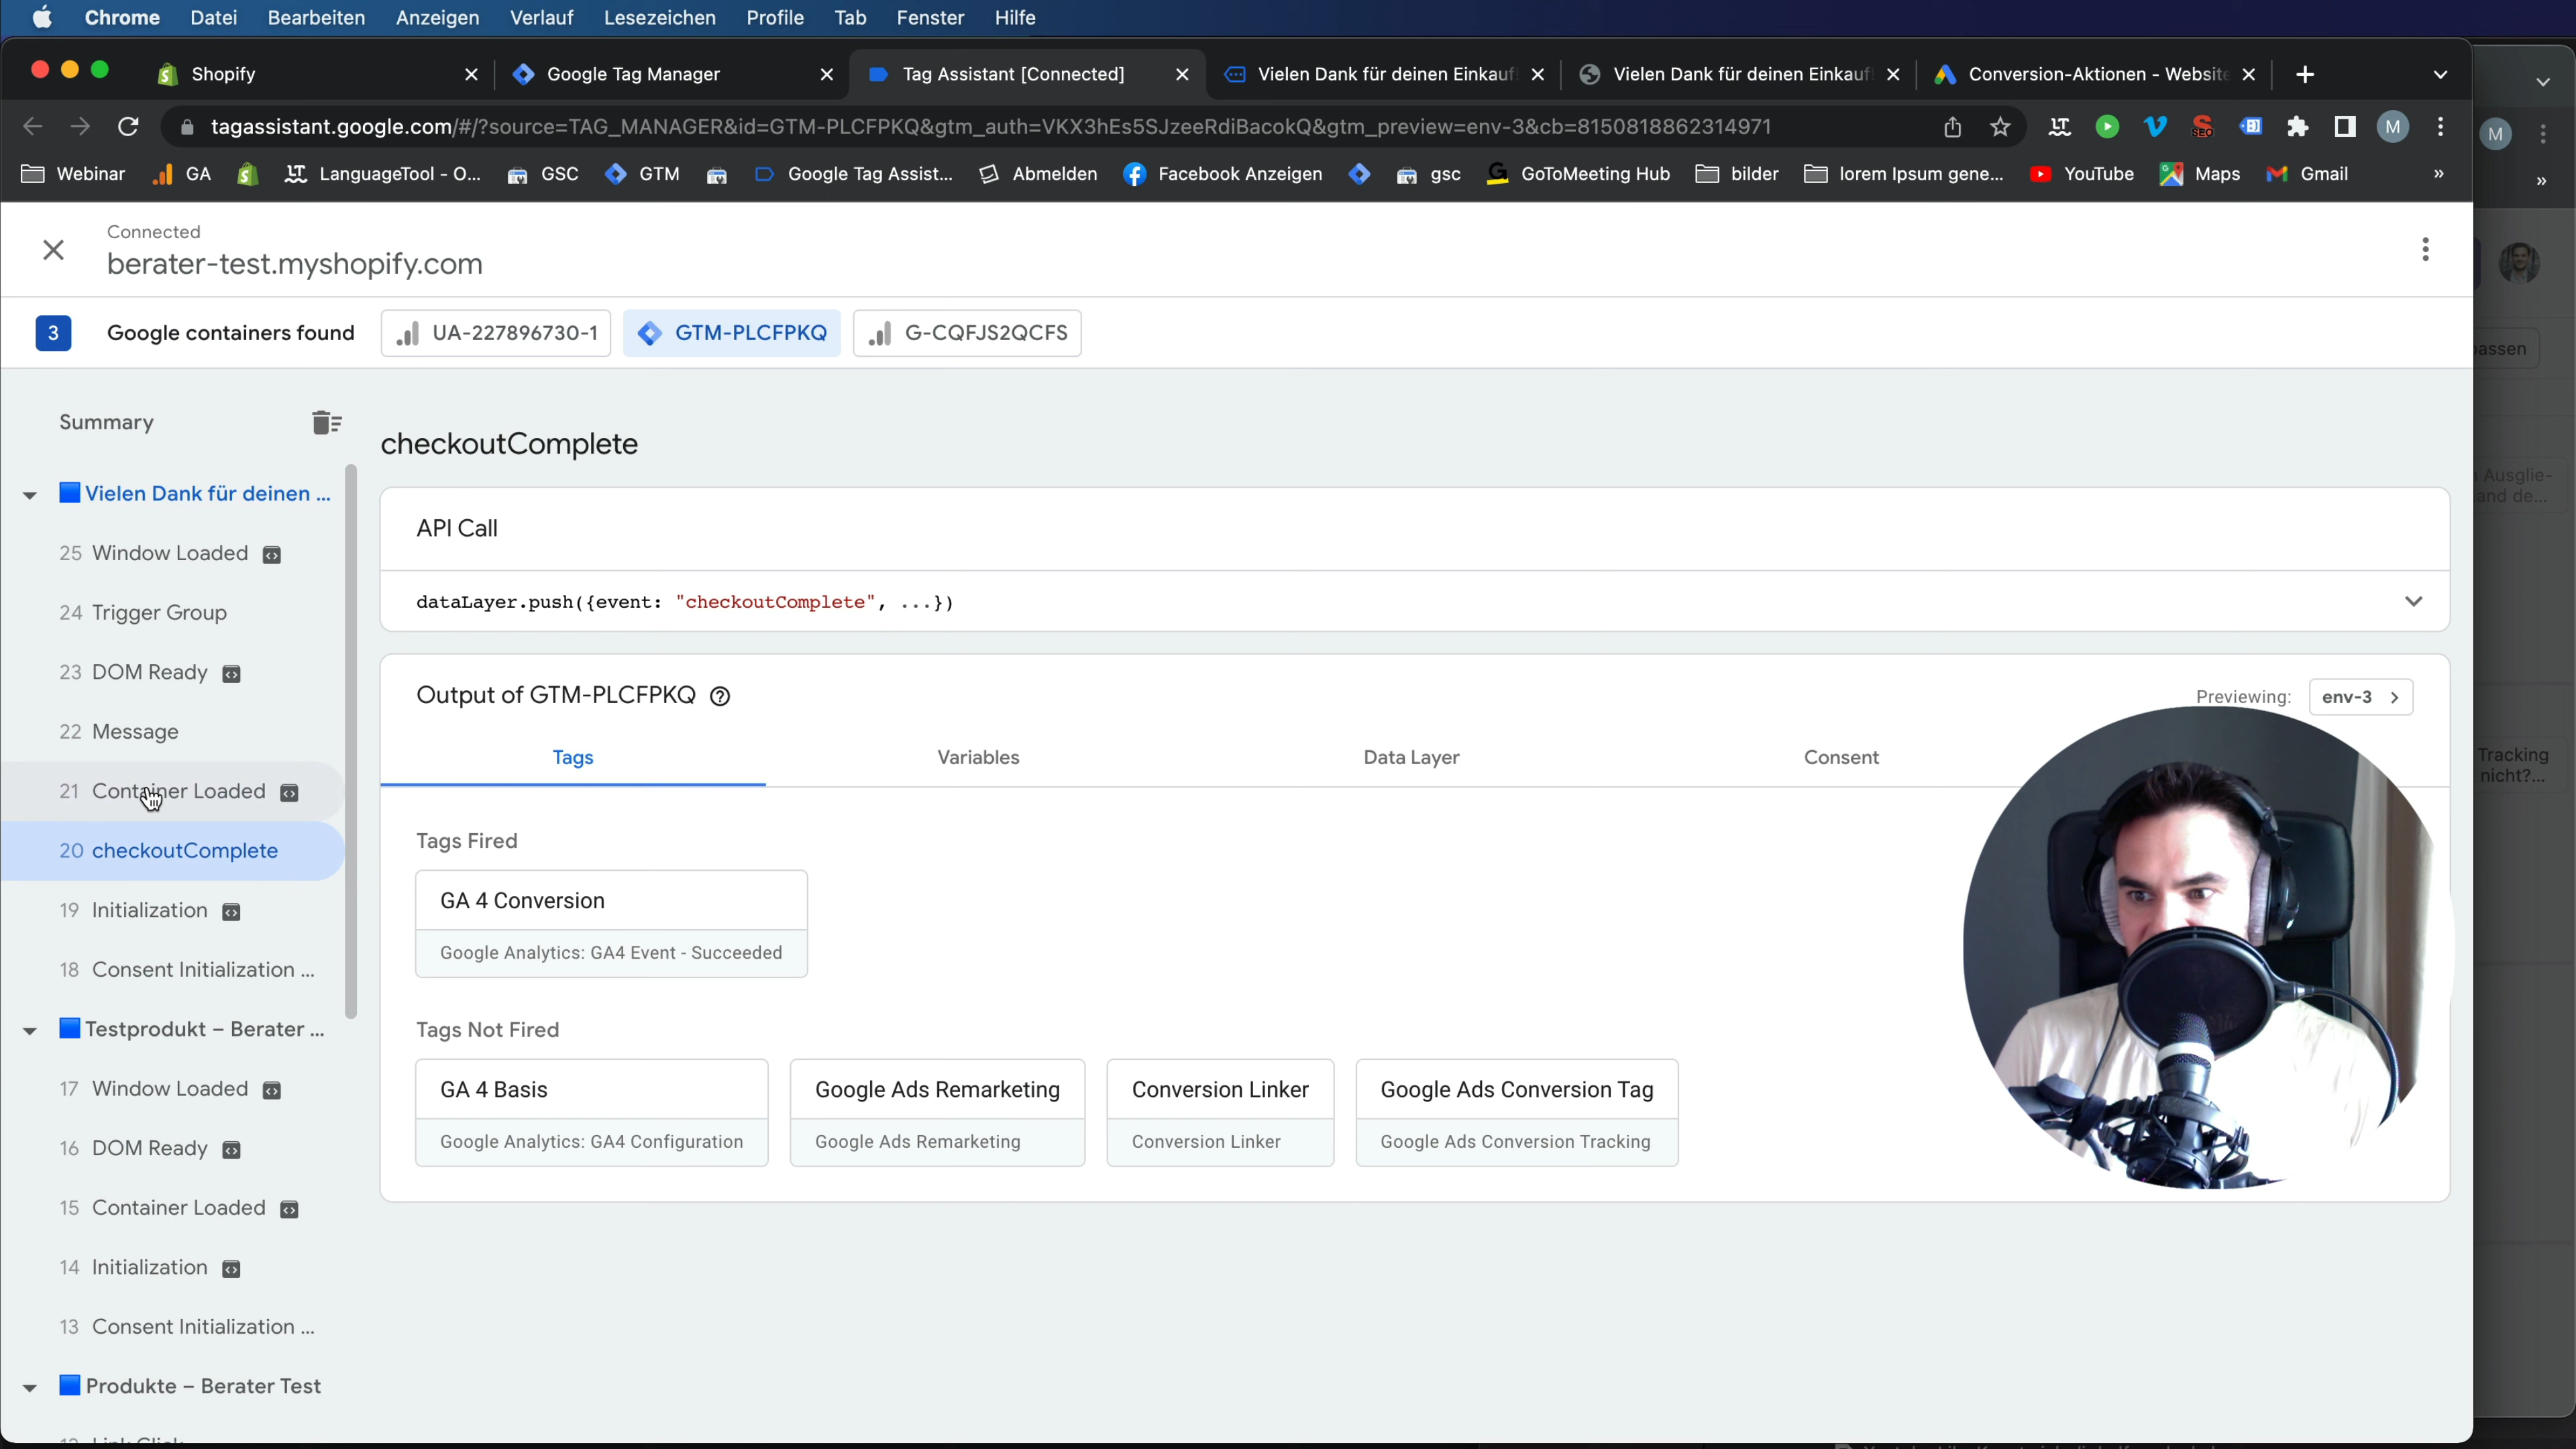 Chrome Datei Bearbeiten Anzeigen Verlauf Lesezeichen Profile Tab Fenster Hilfe
Shopify
Google Tag Manager
Tag Assistant [Connected]
Vielen Dank für deinen Einkauf
Vielen Dank für deinen Einkauf
Conversion-Aktionen - Website
tagassistant.google.com/#/?source=TAG_MANAGER&id=GTM-PLCFPKQ&gtm_auth=VKX3hEs5SJzeeRdiBacokQ&gtm_preview=env-3&cb=8150818862314971
SEO
M
M
Webinar GA LanguageTool - O... GSC GTM Google Tag Assist... Abmelden Facebook Anzeigen gsc GoToMeeting Hub bilder lorem Ipsum gene... YouTube Maps Gmail » »
Connected
berater-test.myshopify.com
3 Google containers found UA-227896730-1 GTM-PLCFPKQ G-CQFJS2QCFS
Summary
Vielen Dank für deinen ...
25 Window Loaded
24 Trigger Group
23 DOM Ready
22 Message
21 Container Loaded
20 checkoutComplete
19 Initialization
18 Consent Initialization ...
Testprodukt – Berater ...
17 Window Loaded
16 DOM Ready
15 Container Loaded
14 Initialization
13 Consent Initialization ...
Produkte – Berater Test
checkoutComplete
API Call
dataLayer.push({event: "checkoutComplete", ...})
Output of GTM-PLCFPKQ
Previewing: env-3
Tags Variables Data Layer Consent
Tags Fired
GA 4 Conversion
Google Analytics: GA4 Event - Succeeded
Tags Not Fired
GA 4 Basis
Google Analytics: GA4 Configuration
Google Ads Remarketing
Google Ads Remarketing
Conversion Linker
Conversion Linker
Google Ads Conversion Tag
Google Ads Conversion Tracking
assen
Ausglie-
and de...
Tracking
nicht?...